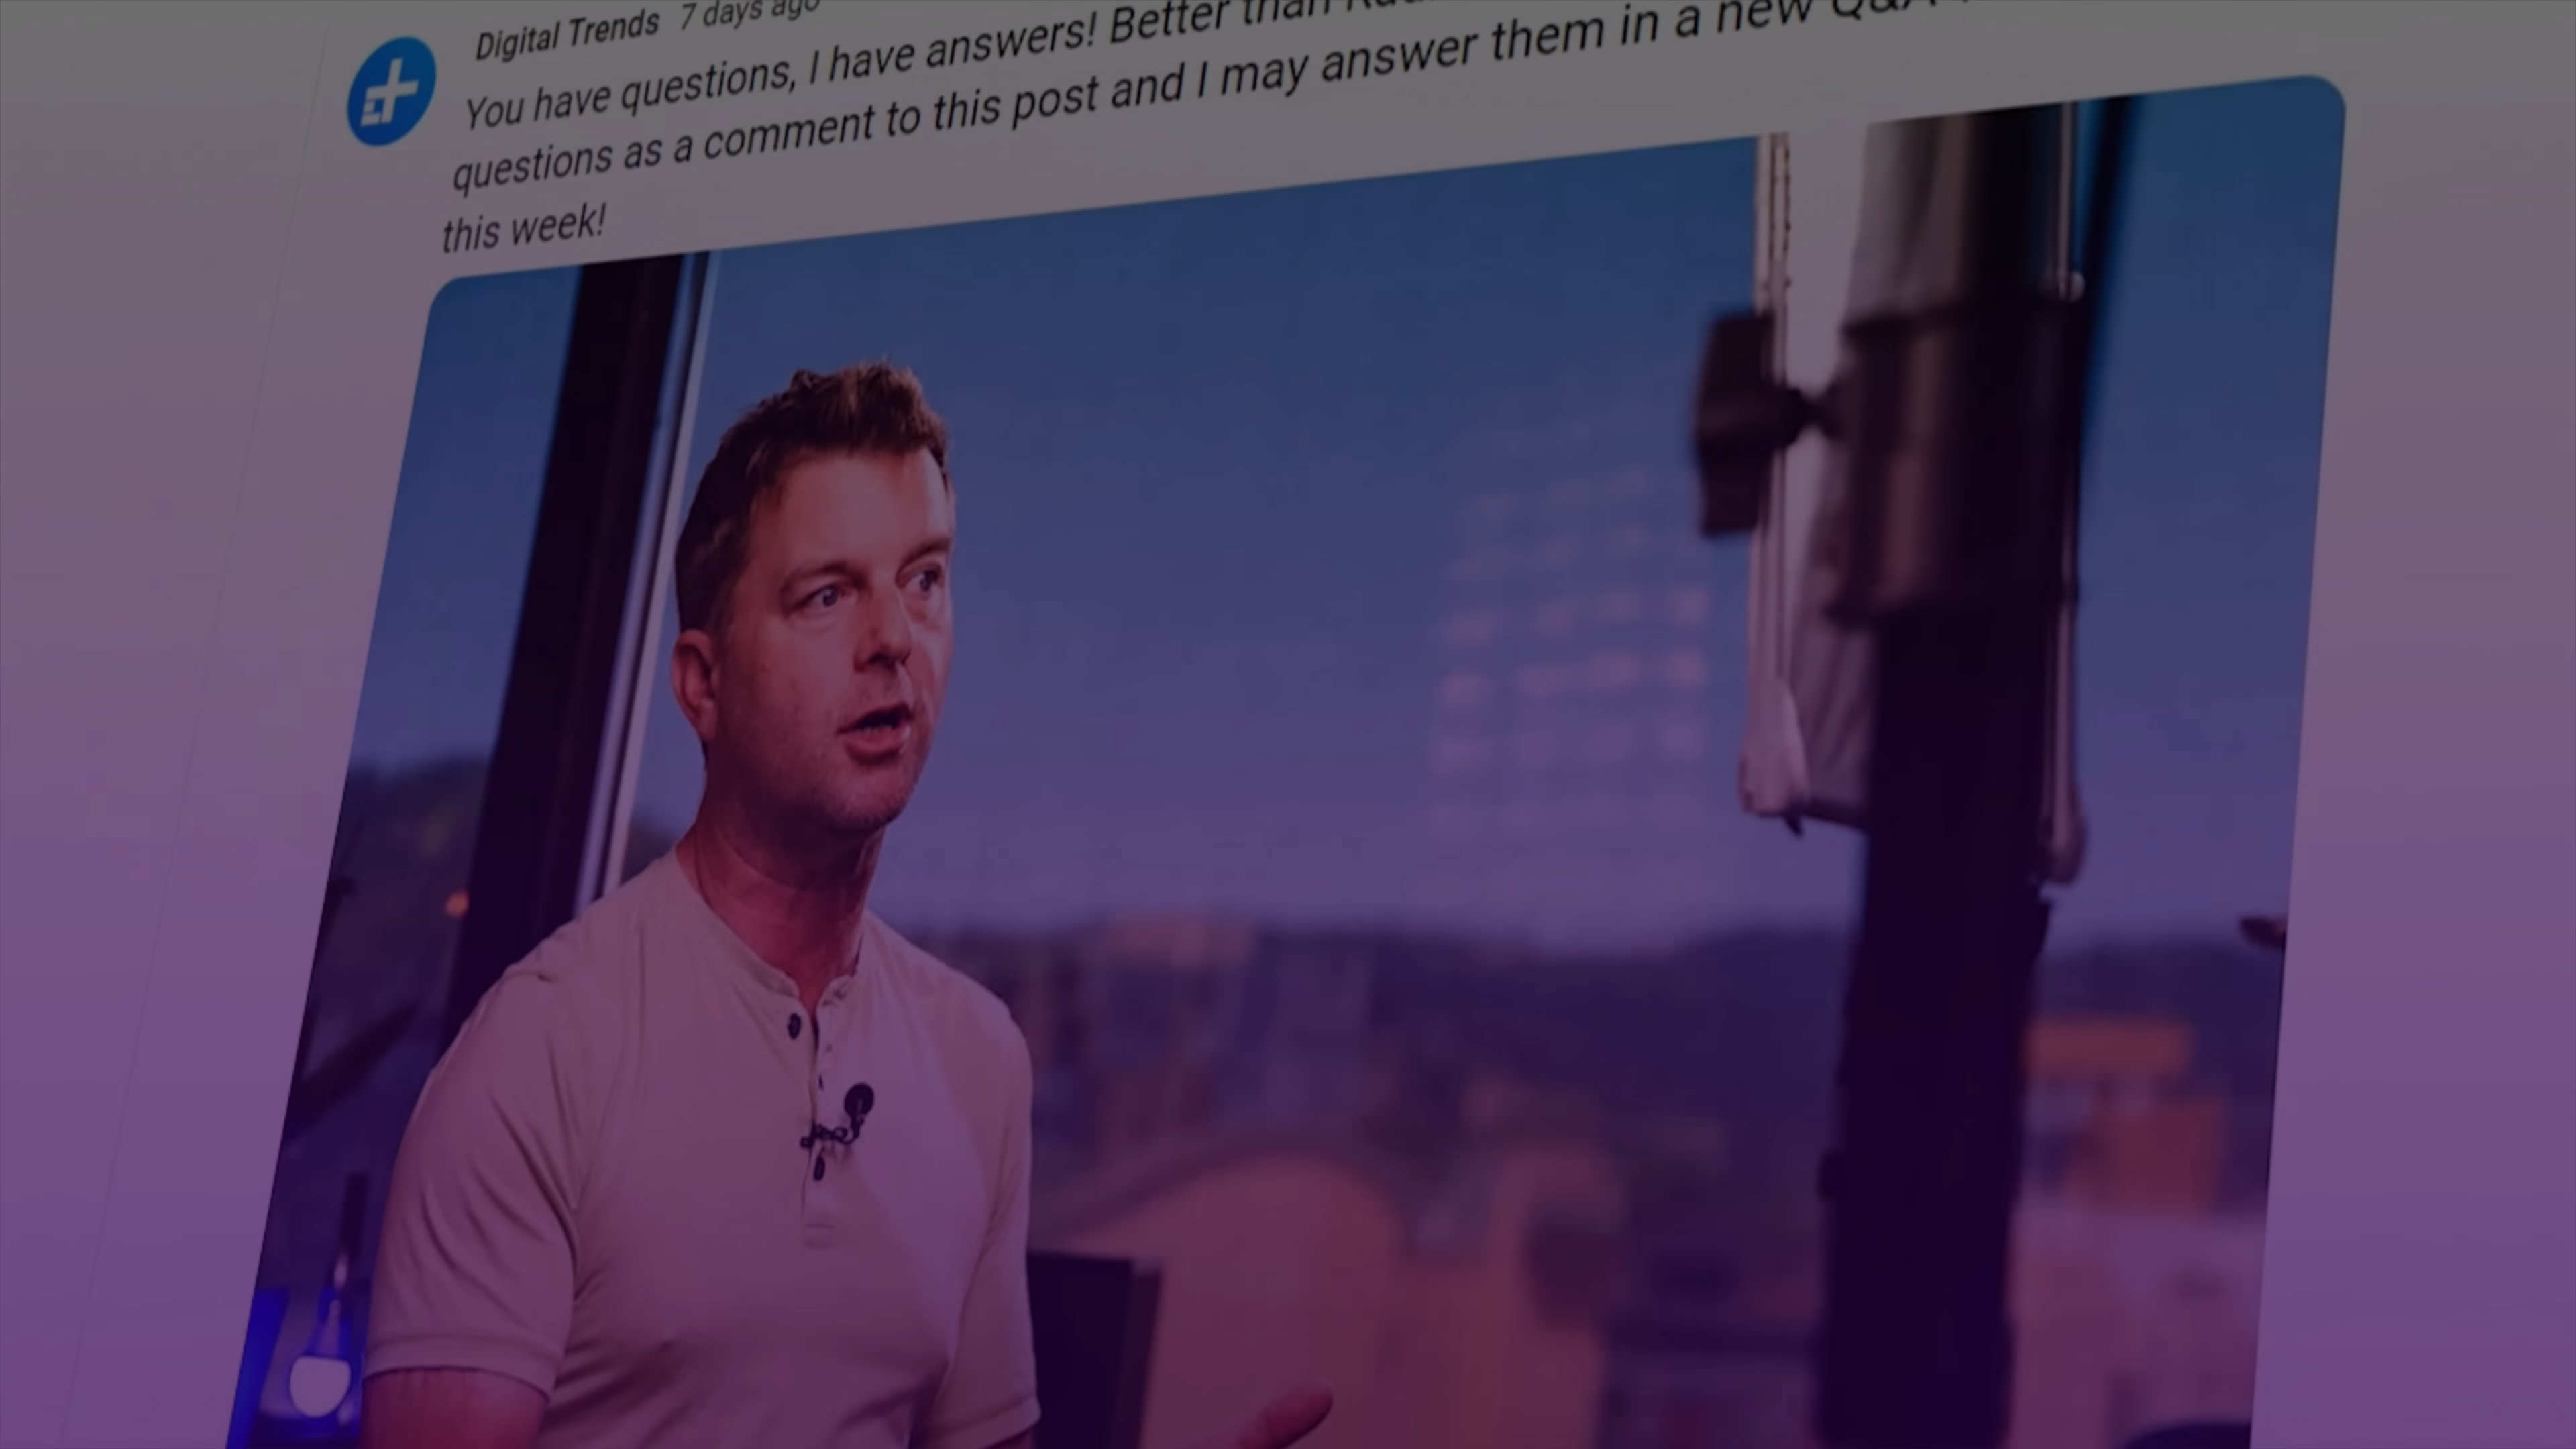 Digital Trends 7 days ago
You have questions, I have answers! Better than
questions as a comment to this post and I may answer them in a new Q&A
this week!